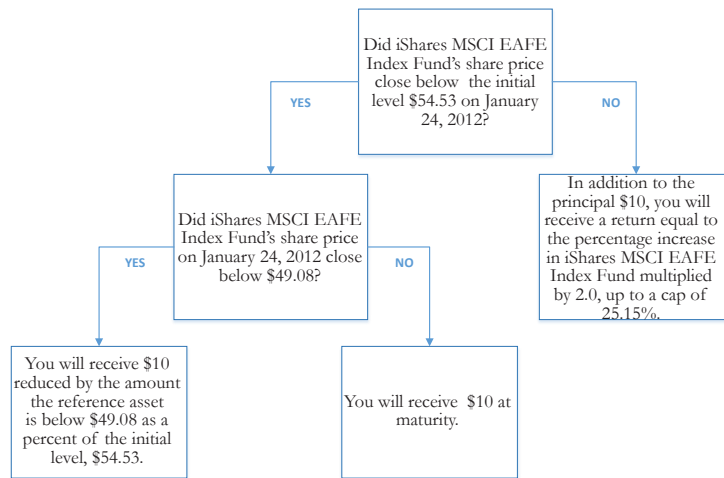 Did iShares MSCI EAFE
Index Fund's share price
close below the initial
level $54.53 on January
24, 2012?
YES
NO
Did iShares MSCI EAFE
Index Fund's share price
on January 24, 2012 close
below $49.08?
In addition to the
principal $10, you will
receive a return equal to
the percentage increase
in iShares MSCI EAFE
Index Fund multiplied
by 2.0, up to a cap of
25.15%.
YES
NO
You will receive $10
reduced by the amount
the reference asset
is below $49.08 as a
percent of the initial
level, $54.53.
You will receive $10 at
maturity.